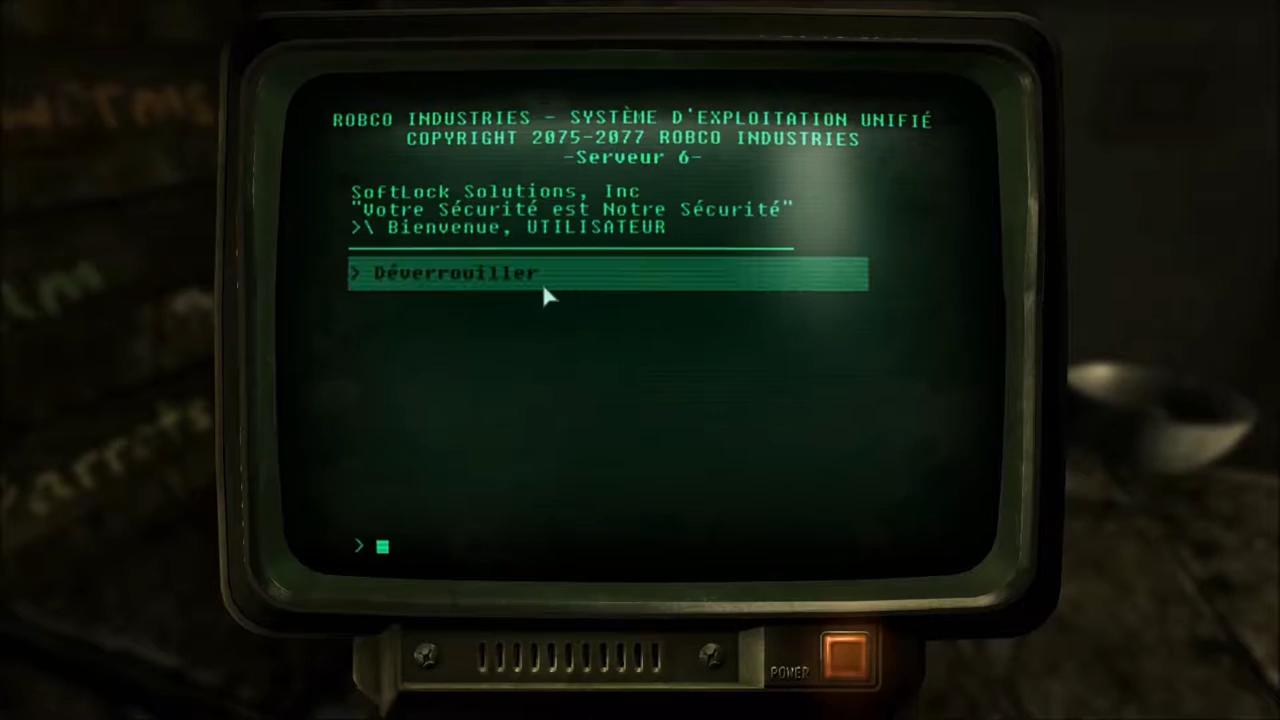 ROBCO INDUSTRIES - SYSTÈME D'EXPLOITATION UNIFIÉ
COPYRIGHT 2075-2077 ROBCO INDUSTRIES
-Serveur 6-
SoftLock Solutions, Inc
"Votre Sécurité est Notre Sécurité"
>\ Bienvenue, UTILISATEUR
> Déverrouiller
>
POWER